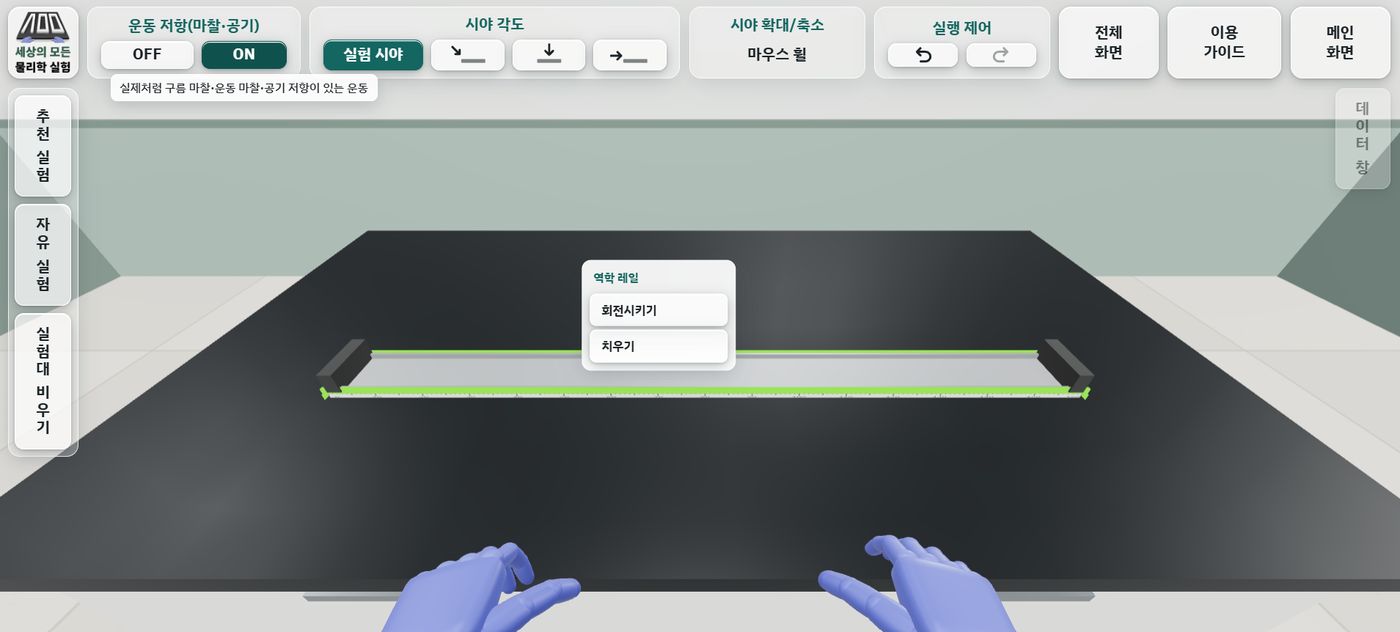 세상의 모든
물리학 실험
운동 저항(마찰·공기)
OFF
ON
실제처럼 구름 마찰·운동 마찰·공기 저항이 있는 운동
시야 각도
실험 시야
시야 확대/축소
마우스 휠
실행 제어
전체
화면
이용
가이드
메인
화면
추천 실험
자유 실험
실험대 비우기
데이터 창
역학 레일
회전시키기
치우기